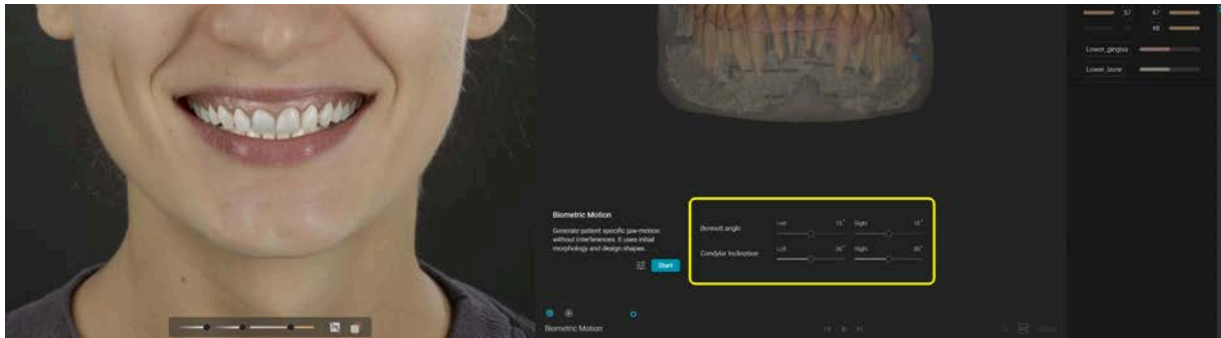 37 47
48
Lower_gingiva
Lower_bone
Biometric Motion
Generate patient specific jaw-motion
without interferences. It uses initial
morphology and design shapes.
Start
Bennett angle
Left 15° Right 15°
Condylar Inclination
Left 30° Right 30°
Biometric Motion